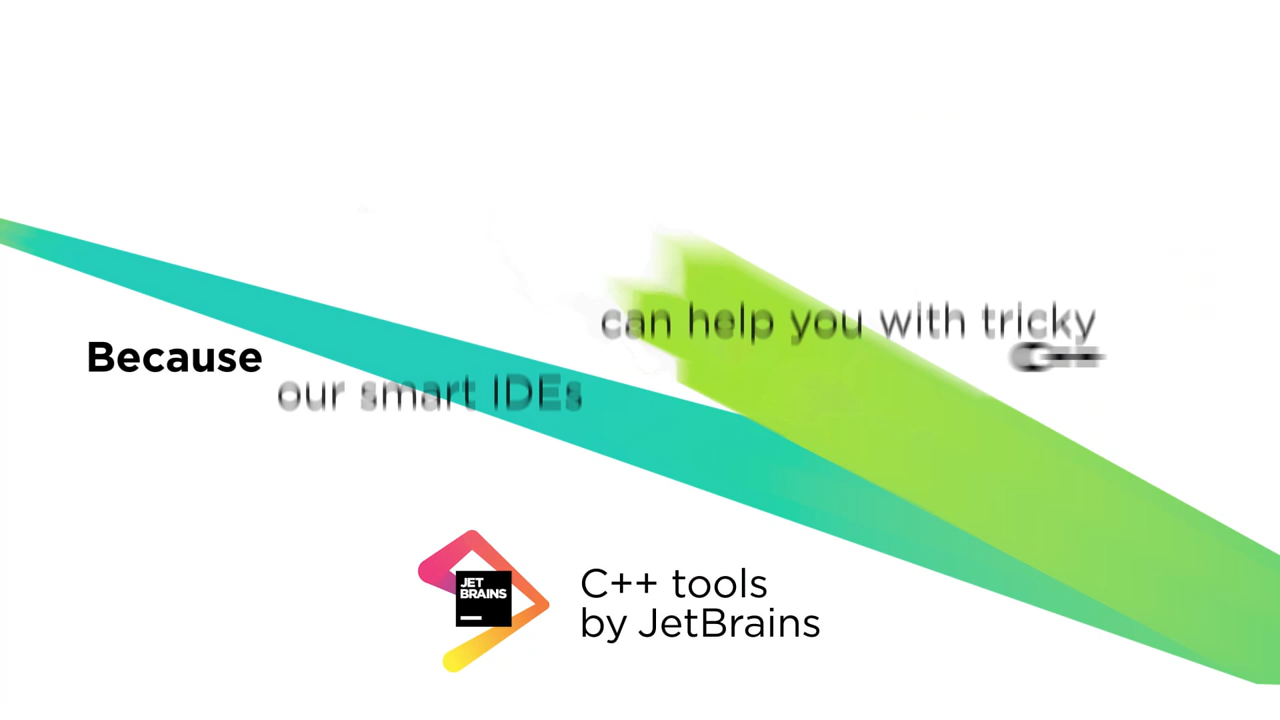 Because our smart IDEs can help you with tricky C++
JET
BRAINS
C++ tools
by JetBrains